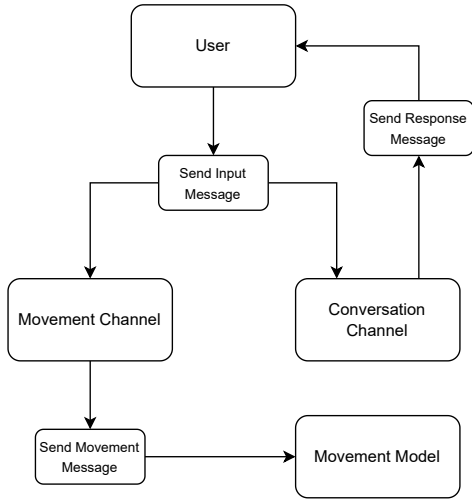 User
Send Response
Message
Send Input
Message
Movement Channel
Conversation
Channel
Send Movement
Message
Movement Model